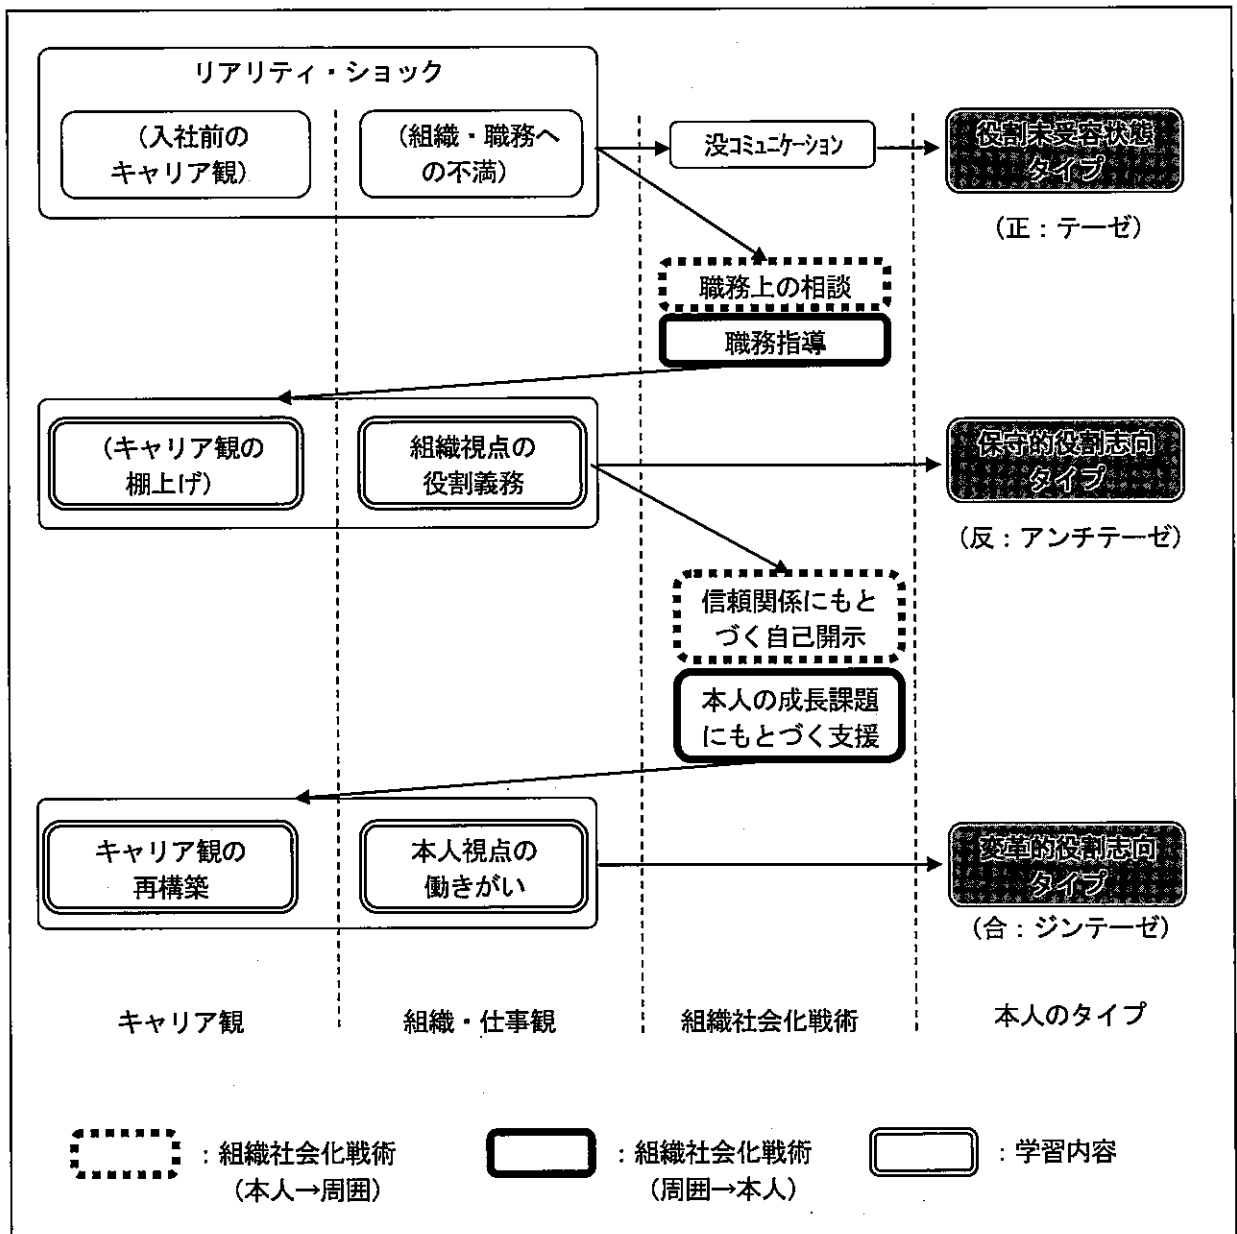 リアリティ・ショック
(入社前の
キャリア観)
(組織・職務へ
の不満)
没コミュニケーション
役割未受容状態
タイプ
(正:テーゼ)
職務上の相談
職務指導
(キャリア観の
棚上げ)
組織視点の
役割義務
保守的役割志向
タイプ
(反:アンチテーゼ)
信頼関係にもと
づく自己開示
本人の成長課題
にもとづく支援
キャリア観の
再構築
本人視点の
働きがい
変革的役割志向
タイプ
(合:ジンテーゼ)
キャリア観
組織・仕事観
組織社会化戦術
本人のタイプ
:組織社会化戦術
(本人→周囲)
:組織社会化戦術
(周囲→本人)
:学習内容